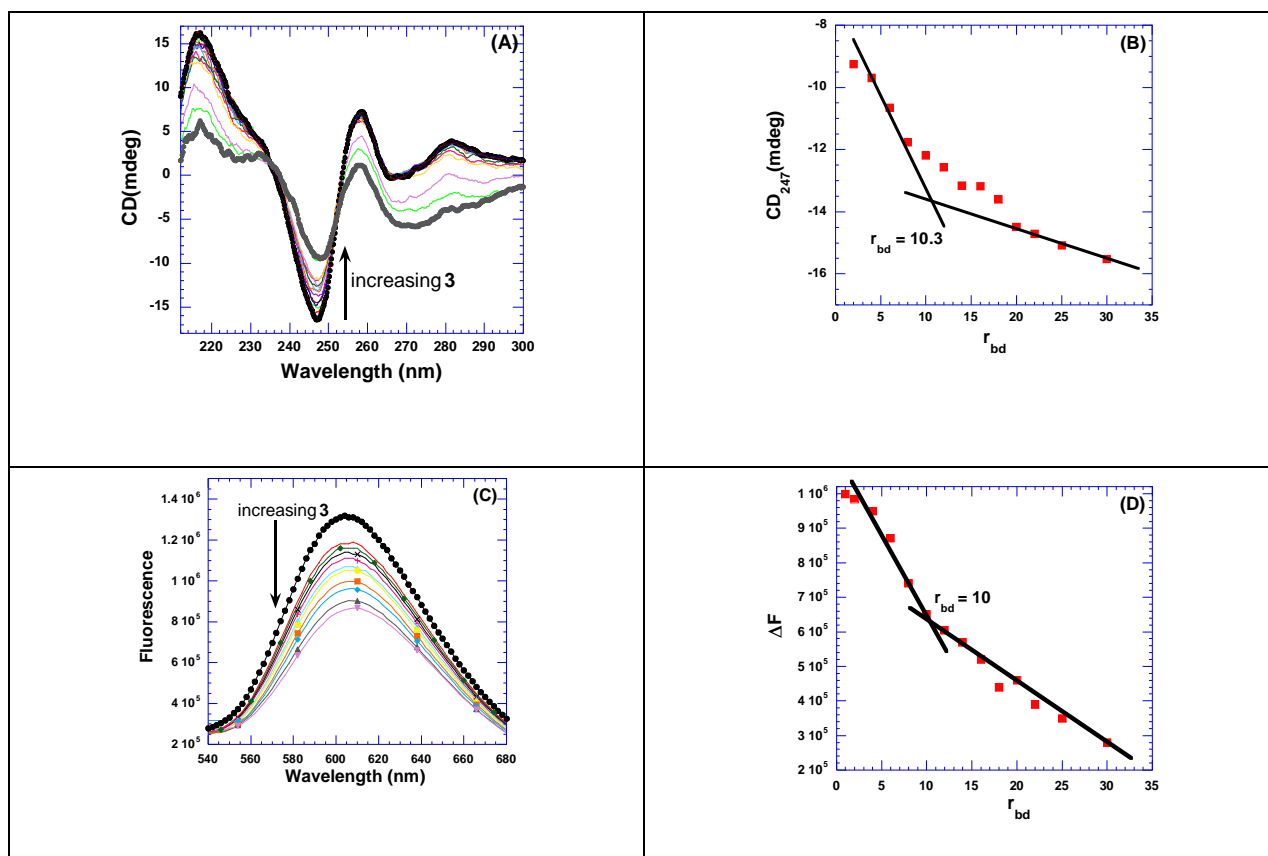 (A)
15
10
5
0
-5
-10
-15
CD(mdeg)
increasing 3
220 230 240 250 260 270 280 290 300
Wavelength (nm)
(B)
-8
-10
-12
-14
-16
CD247(mdeg)
rbd = 10.3
0 5 10 15 20 25 30 35
rbd
(C)
1.4 10^6
1.2 10^6
1 10^6
8 10^5
6 10^5
4 10^5
2 10^5
Fluorescence
increasing 3
540 560 580 600 620 640 660 680
Wavelength (nm)
(D)
1 10^6
9 10^5
8 10^5
7 10^5
6 10^5
5 10^5
4 10^5
3 10^5
2 10^5
ΔF
rbd = 10
0 5 10 15 20 25 30 35
rbd